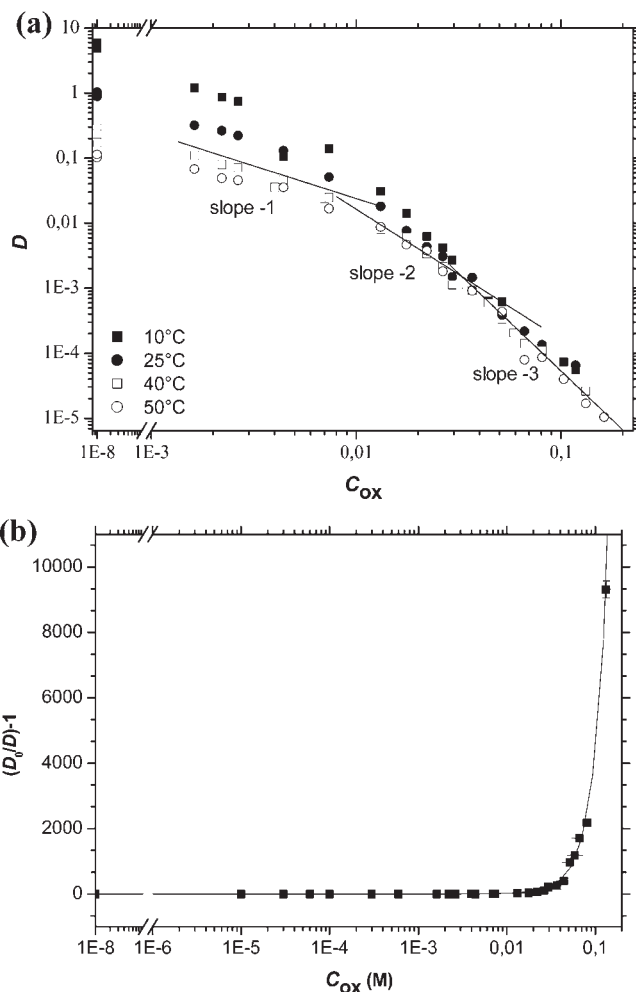 (a)
10
1
0,1
0,01
1E-3
1E-4
1E-5
D
slope -1
slope -2
slope -3
10°C
25°C
40°C
50°C
1E-8
1E-3
0,01
0,1
Cox
(b)
10000
8000
6000
4000
2000
0
(D₀/D)-1
1E-8
1E-6
1E-5
1E-4
1E-3
0,01
0,1
Cox (M)